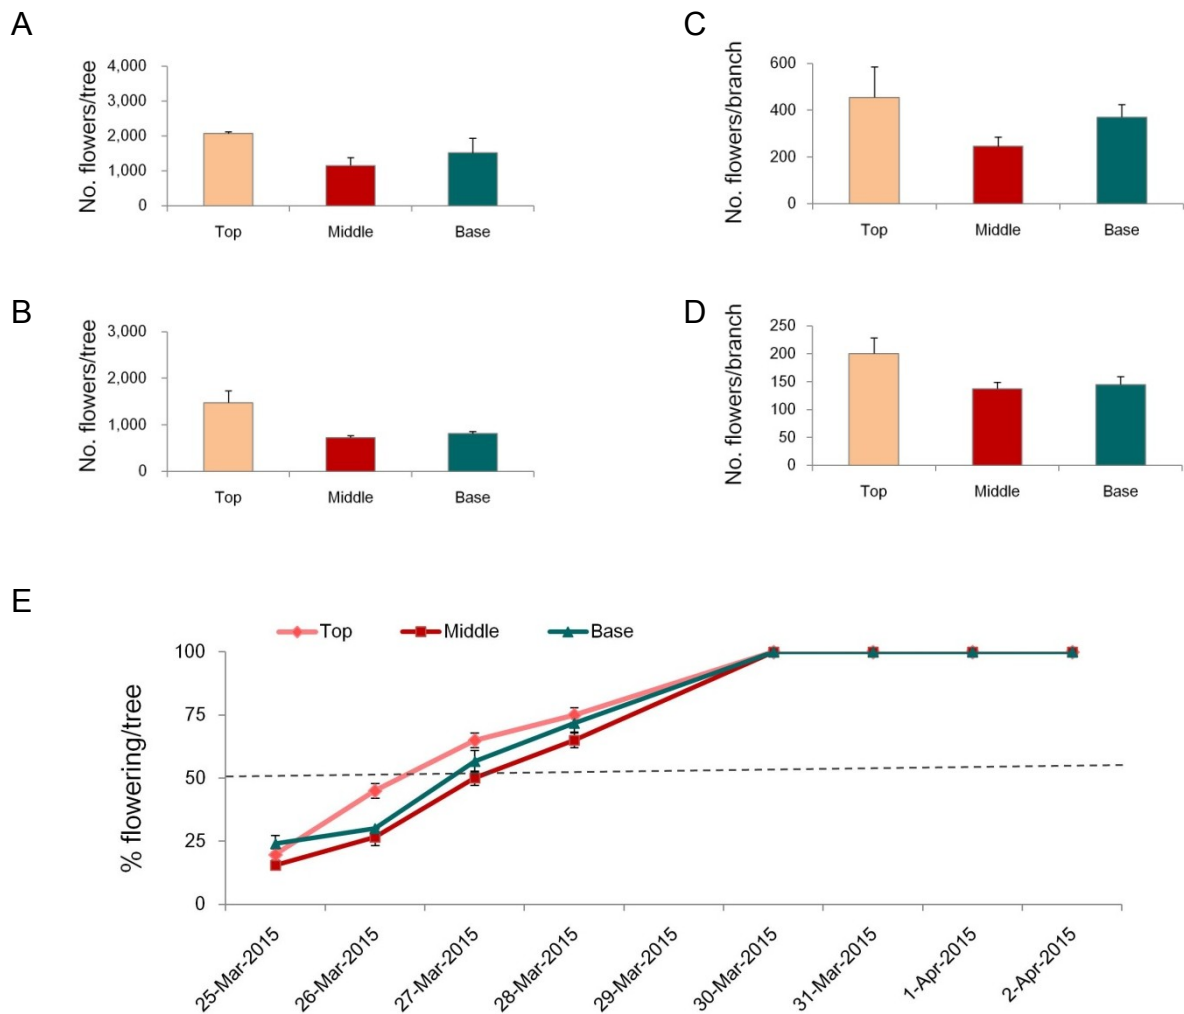 A
No. flowers/tree
4,000
3,000
2,000
1,000
0
Top Middle Base
C
No. flowers/branch
600
400
200
0
Top Middle Base
B
No. flowers/tree
3,000
2,000
1,000
0
Top Middle Base
D
No. flowers/branch
250
200
150
100
50
0
Top Middle Base
E
Top Middle Base
% flowering/tree
100
75
50
25
0
25-Mar-2015
26-Mar-2015
27-Mar-2015
28-Mar-2015
29-Mar-2015
30-Mar-2015
31-Mar-2015
1-Apr-2015
2-Apr-2015